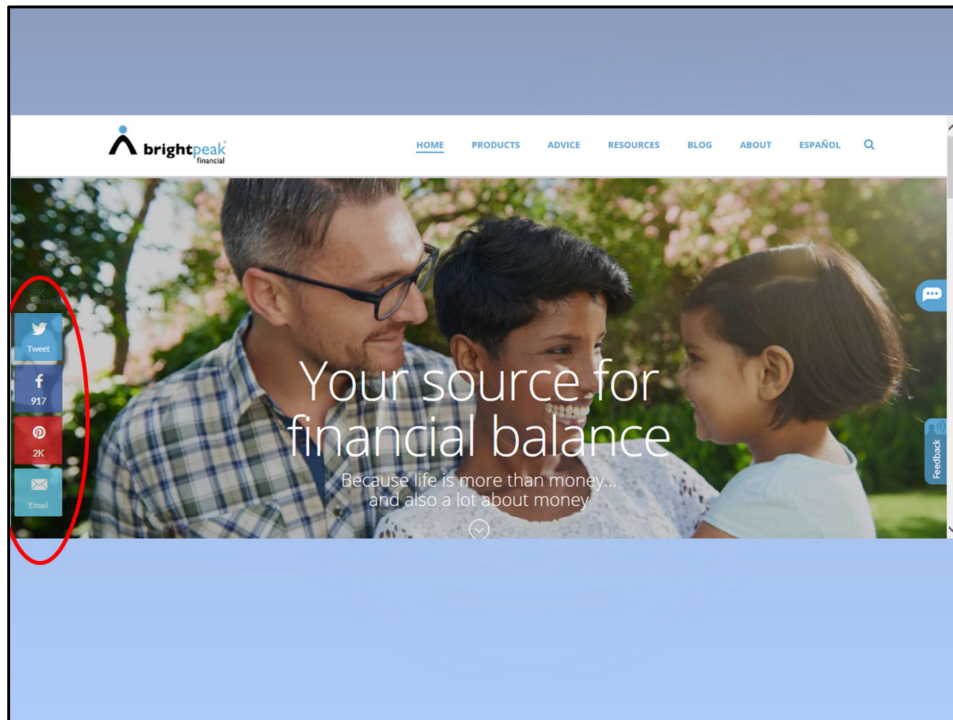 brightpeak
financial
HOME PRODUCTS ADVICE RESOURCES BLOG ABOUT ESPAÑOL
Tweet
917
2K
Email
Your source for
financial balance
Because life is more than money...
and also a lot about money
Feedback